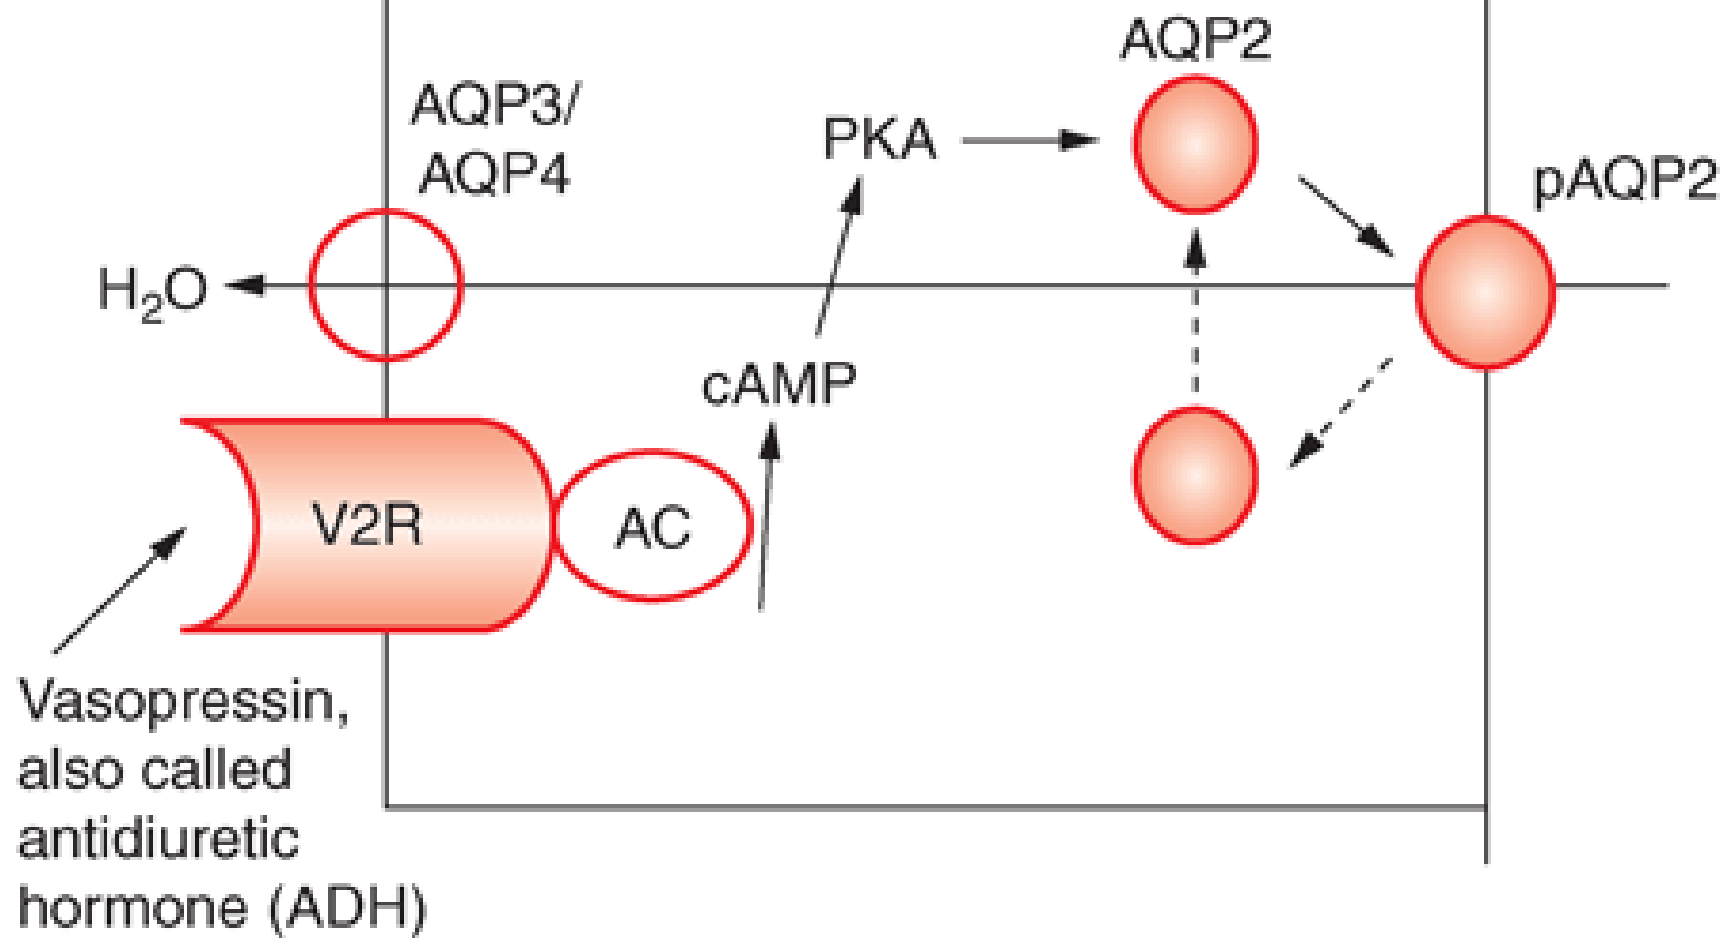 AQP2
AQP3/
AQP4
PKA
pAQP2
H₂O
cAMP
V2R
AC
Vasopressin,
also called
antidiuretic
hormone (ADH)